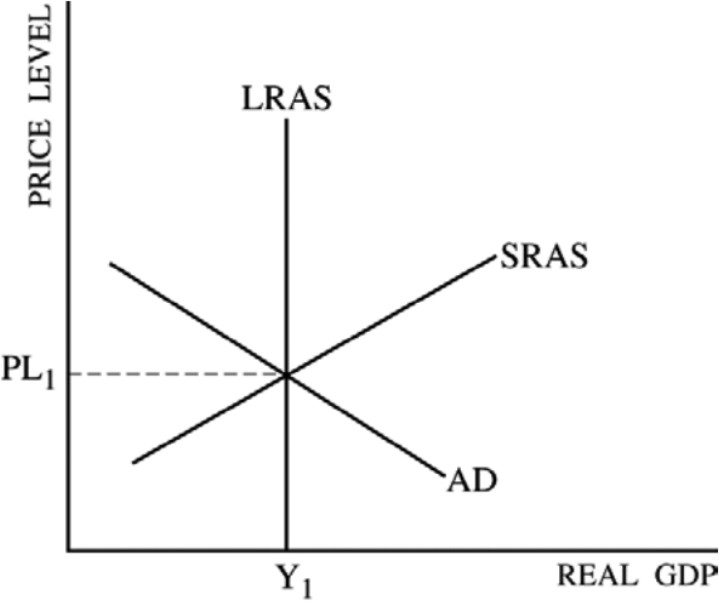 PRICE LEVEL
LRAS
SRAS
PL1
AD
Y1
REAL GDP